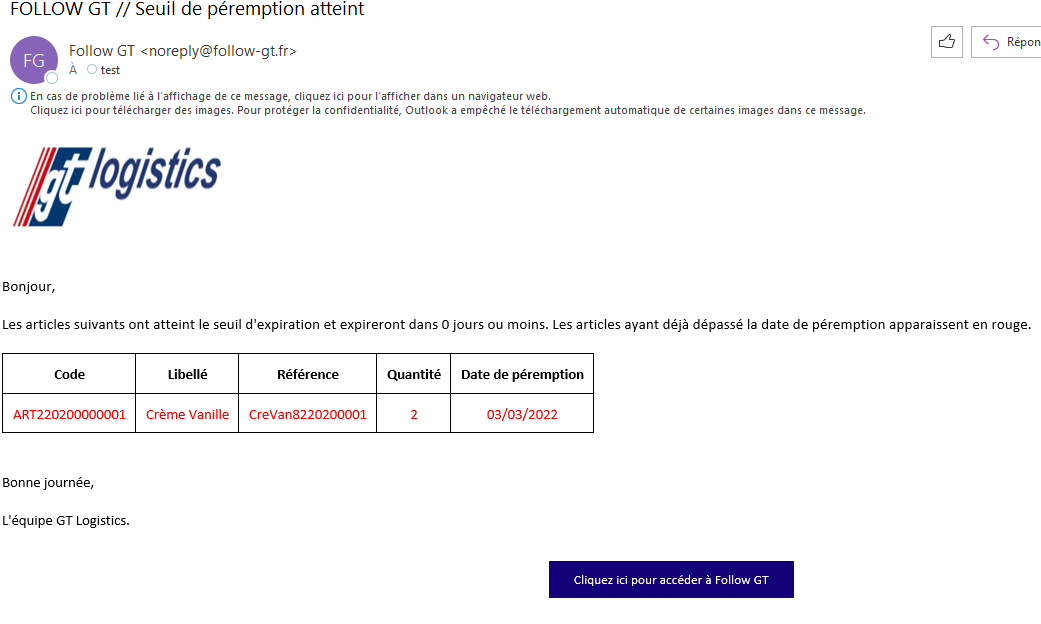 FOLLOW GT // Seuil de péremption atteint
Follow GT <noreply@follow-gt.fr>
FG
À test
Répon
En cas de problème lié à l'affichage de ce message, cliquez ici pour l'afficher dans un navigateur web.
Cliquez ici pour télécharger des images. Pour protéger la confidentialité, Outlook a empêché le téléchargement automatique de certaines images dans ce message.
gt logistics
Bonjour,
Les articles suivants ont atteint le seuil d'expiration et expireront dans 0 jours ou moins. Les articles ayant déjà dépassé la date de péremption apparaissent en rouge.
Code Libellé Référence Quantité Date de péremption
ART220200000001 Crème Vanille CreVan8220200001 2 03/03/2022
Bonne journée,
L'équipe GT Logistics.
Cliquez ici pour accéder à Follow GT